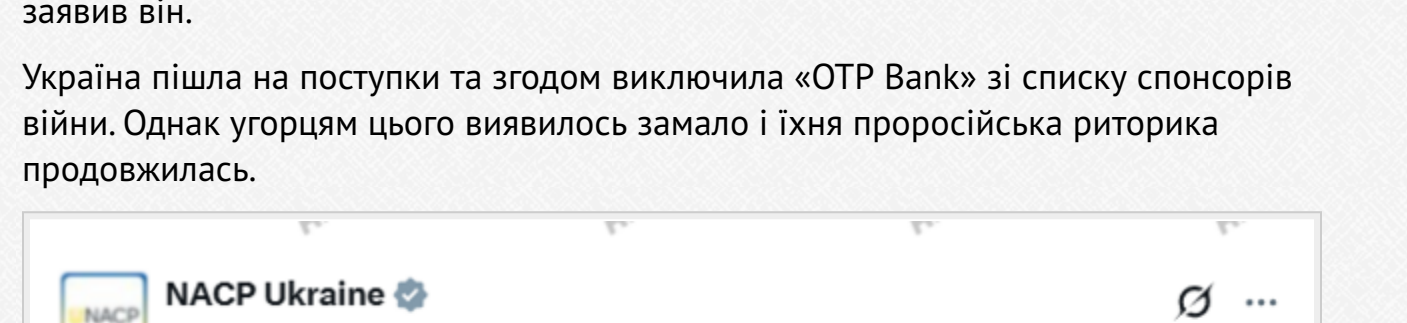 заявив він.
Україна пішла на поступки та згодом виключила «OTP Bank» зі списку спонсорів
війни. Однак угорцям цього виявилось замало і їхня проросійська риторика
продовжилась.
NACP Ukraine
NACP